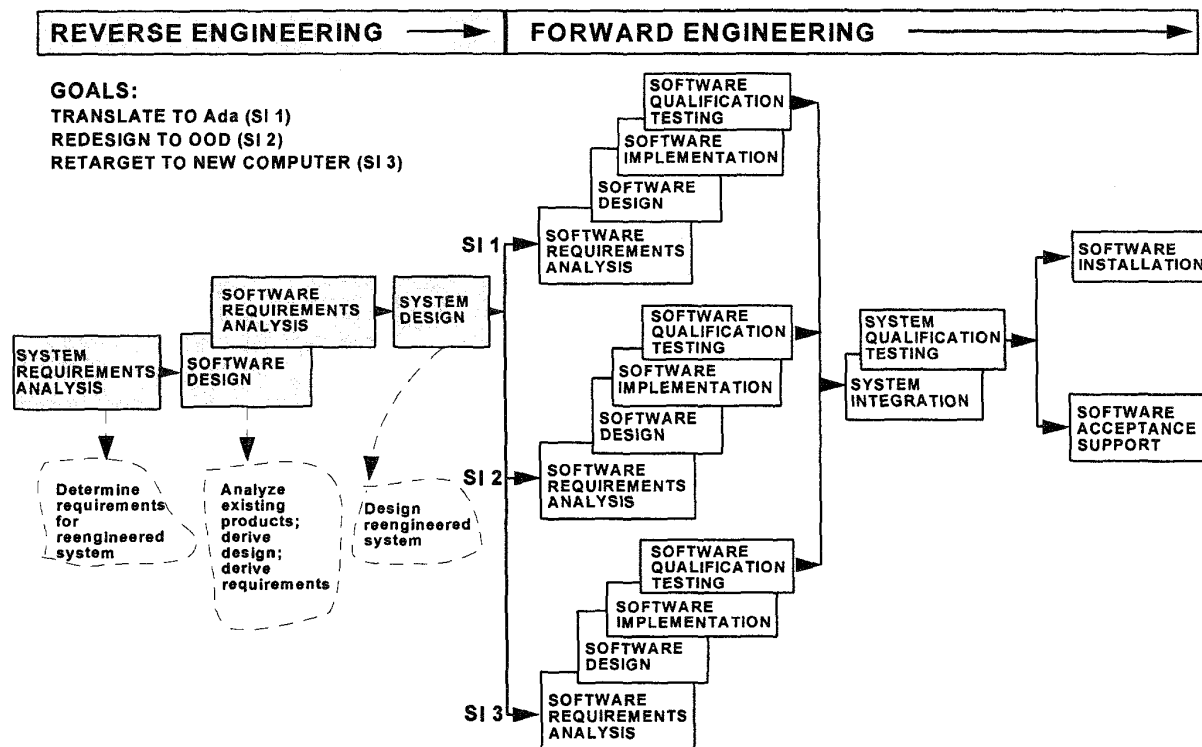 REVERSE ENGINEERING
FORWARD ENGINEERING
GOALS:
TRANSLATE TO Ada (SI 1)
REDESIGN TO OOD (SI 2)
RETARGET TO NEW COMPUTER (SI 3)
SYSTEM
REQUIREMENTS
ANALYSIS
SOFTWARE
DESIGN
SOFTWARE
REQUIREMENTS
ANALYSIS
SYSTEM
DESIGN
Determine
requirements
for
reengineered
system
Analyze
existing
products;
derive
design;
derive
requirements
Design
reengineered
system
SI 1
SOFTWARE
REQUIREMENTS
ANALYSIS
SOFTWARE
DESIGN
SOFTWARE
IMPLEMENTATION
SOFTWARE
QUALIFICATION
TESTING
SI 2
SOFTWARE
REQUIREMENTS
ANALYSIS
SOFTWARE
DESIGN
SOFTWARE
IMPLEMENTATION
SOFTWARE
QUALIFICATION
TESTING
SI 3
SOFTWARE
REQUIREMENTS
ANALYSIS
SOFTWARE
DESIGN
SOFTWARE
IMPLEMENTATION
SOFTWARE
QUALIFICATION
TESTING
SYSTEM
INTEGRATION
SYSTEM
QUALIFICATION
TESTING
SOFTWARE
INSTALLATION
SOFTWARE
ACCEPTANCE
SUPPORT